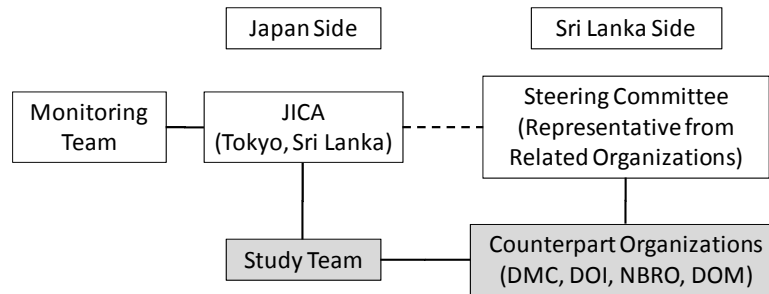 Japan Side
Sri Lanka Side
Monitoring
Team
JICA
(Tokyo, Sri Lanka)
Steering Committee
(Representative from
Related Organizations)
Study Team
Counterpart Organizations
(DMC, DOI, NBRO, DOM)